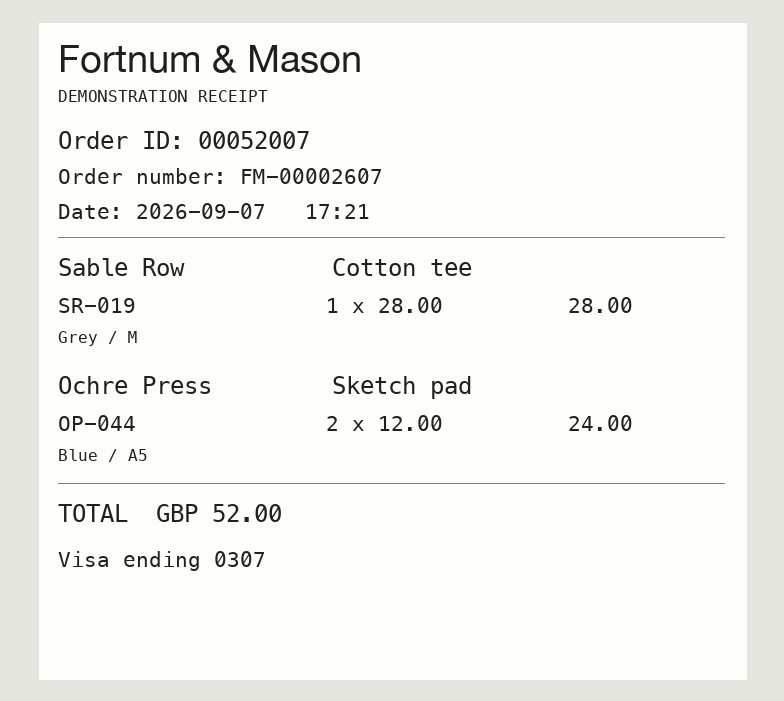 Fortnum & Mason
DEMONSTRATION RECEIPT
Order ID: 00052007
Order number: FM-00002607
Date: 2026-09-07 17:21
Sable Row Cotton tee
SR-019 1 x 28.00 28.00
Grey / M
Ochre Press Sketch pad
OP-044 2 x 12.00 24.00
Blue / A5
TOTAL GBP 52.00
Visa ending 0307